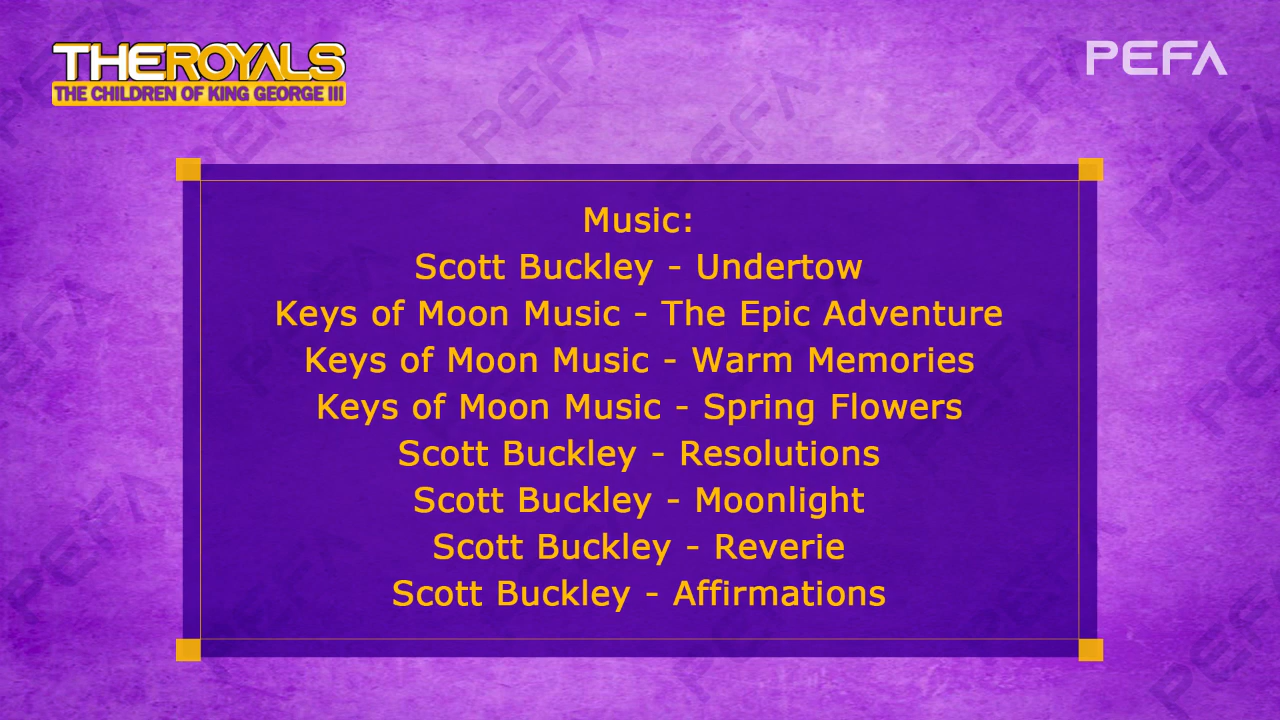 THEROYALS
THE CHILDREN OF KING GEORGE III
PEFA
Music:
Scott Buckley - Undertow
Keys of Moon Music - The Epic Adventure
Keys of Moon Music - Warm Memories
Keys of Moon Music - Spring Flowers
Scott Buckley - Resolutions
Scott Buckley - Moonlight
Scott Buckley - Reverie
Scott Buckley - Affirmations